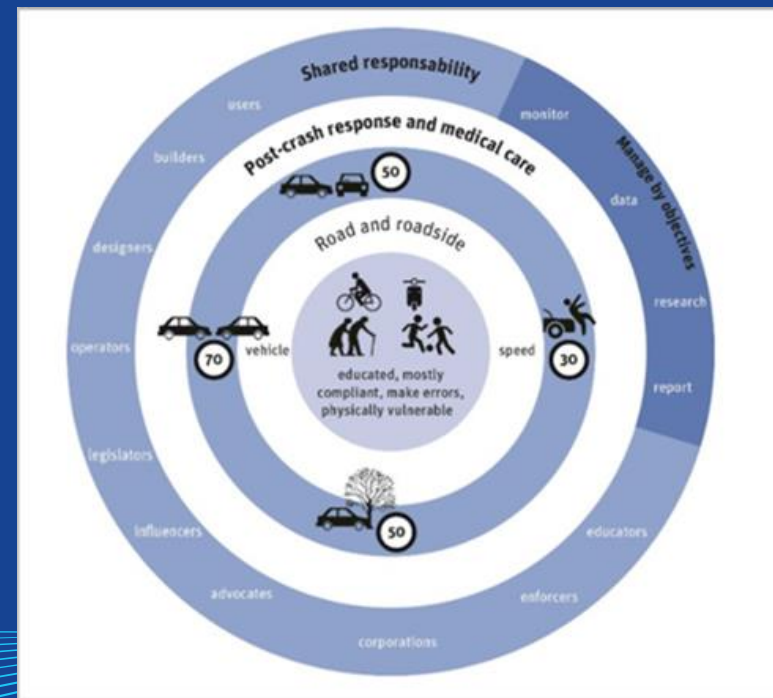 Shared responsability
users
builders
designers
operators
legislators
influencers
advocates
corporations
enforcers
educators
Manage by objectives
monitor
data
research
report
Post-crash response and medical care
50
70
30
50
Road and roadside
vehicle
speed
educated, mostly
compliant, make errors,
physically vulnerable